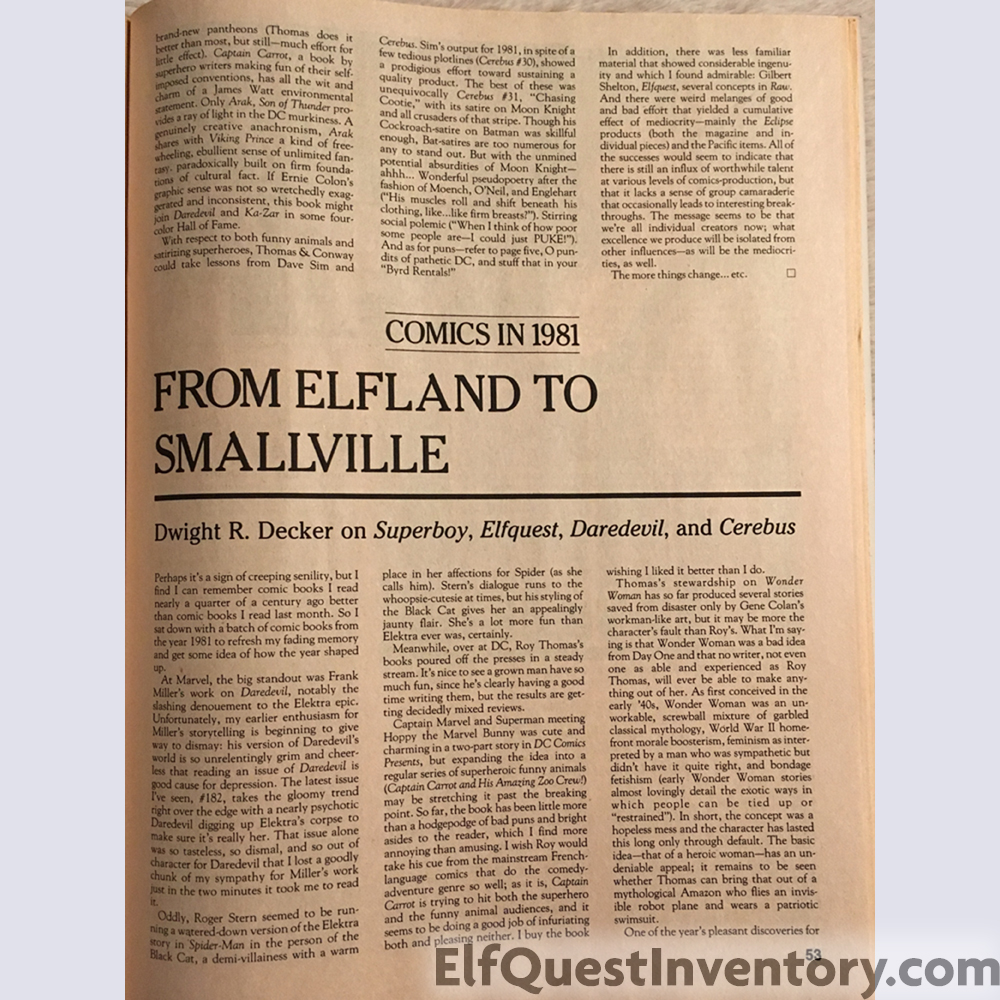 brand-new pantheons (Thomas does it
better than most, but still—much effort for
little effect). Captain Carrot, a book by
superhero writers making fun of their self-
imposed conventions, has all the wit and
charm of a James Watt environmental
statement. Only Arak, Son of Thunder pro-
vides a ray of light in the DC murkiness. A
genuinely creative anachronism, Arak
shares with Viking Prince a kind of free-
wheeling, ebullient sense of unlimited fan-
tasy, paradoxically built on firm founda-
tions of cultural fact. If Ernie Colon's
graphic sense was not so wretchedly exag-
gerated and inconsistent, this book might
join Daredevil and Ka-Zar in some four-
color Hall of Fame.
With respect to both funny animals and
satirizing superheroes, Thomas & Conway
could take lessons from Dave Sim and
Cerebus. Sim's output for 1981, in spite of a
few tedious plotlines (Cerebus #30), showed
a prodigious effort toward sustaining a
quality product. The best of these was
unequivocally Cerebus #31, "Chasing
Cootie," with its satire on Moon Knight
and all crusaders of that stripe. Though his
Cockroach-satire on Batman was skillful
enough, Bat-satires are too numerous for
any to stand out. But with the unmined
potential absurdities of Moon Knight—
ahhh... Wonderful pseudopoetry after the
fashion of Moench, O'Neil, and Englehart
("His muscles roll and shift beneath his
clothing, like...like firm breasts!"). Stirring
social polemic ("When I think of how poor
some people are—I could just PUKE!").
And as for puns—refer to page five, O pun-
dits of pathetic DC, and stuff that in your
"Byrd Rentals!"
In addition, there was less familiar
material that showed considerable ingenu-
ity and which I found admirable: Gilbert
Shelton, Elfquest, several concepts in Raw.
And there were weird melanges of good
and bad effort that yielded a cumulative
effect of mediocrity—mainly the Eclipse
products (both the magazine and in-
dividual pieces) and the Pacific items. All of
the successes would seem to indicate that
there is still an influx of worthwhile talent
at various levels of comics-production, but
that it lacks a sense of group camaraderie
that occasionally leads to interesting break-
throughs. The message seems to be that
we're all individual creators now; what
excellence we produce will be isolated from
other influences—as will be the mediocri-
ties, as well.
The more things change... etc. □
COMICS IN 1981
FROM ELFLAND TO
SMALLVILLE
Dwight R. Decker on Superboy, Elfquest, Daredevil, and Cerebus
Perhaps it's a sign of creeping senility, but I
find I can remember comic books I read
nearly a quarter of a century ago better
than comic books I read last month. So I
sat down with a batch of comic books from
the year 1981 to refresh my fading memory
and get some idea of how the year shaped
up.
At Marvel, the big standout was Frank
Miller's work on Daredevil, notably the
slashing denouement to the Elektra epic.
Unfortunately, my earlier enthusiasm for
Miller's storytelling is beginning to give
way to dismay: his version of Daredevil's
world is so unrelentingly grim and cheer-
less that reading an issue of Daredevil is
good cause for depression. The latest issue
I've seen, #182, takes the gloomy trend
right over the edge with a nearly psychotic
Daredevil digging up Elektra's corpse to
make sure it's really her. That issue alone
was so tasteless, so dismal, and so out of
character for Daredevil that I lost a goodly
chunk of my sympathy for Miller's work
just in the two minutes it took me to read
it.
Oddly, Roger Stern seemed to be run-
ning a watered-down version of the Elektra
story in Spider-Man in the person of the
Black Cat, a demi-villainess with a warm
place in her affections for Spider (as she
calls him). Stern's dialogue runs to the
whoopsie-cutesie at times, but his styling of
the Black Cat gives her an appealingly
jaunty flair. She's a lot more fun than
Elektra ever was, certainly.
Meanwhile, over at DC, Roy Thomas's
books poured off the presses in a steady
stream. It's nice to see a grown man have so
much fun, since he's clearly having a good
time writing them, but the results are get-
ting decidedly mixed reviews.
Captain Marvel and Superman meeting
Hoppy the Marvel Bunny was cute and
charming in a two-part story in DC Comics
Presents, but expanding the idea into a
regular series of superheroic funny animals
(Captain Carrot and His Amazing Zoo Crew!)
may be stretching it past the breaking
point. So far, the book has been little more
than a hodgepodge of bad puns and bright
asides to the reader, which I find more
annoying than amusing. I wish Roy would
take his cue from the mainstream French-
language comics that do the comedy-
adventure genre so well; as it is, Captain
Carrot is trying to hit both the superhero
and the funny animal audiences, and it
seems to be doing a good job of infuriating
both and pleasing neither. I buy the book
wishing I liked it better than I do.
Thomas's stewardship on Wonder
Woman has so far produced several stories
saved from disaster only by Gene Colan's
workman-like art, but it may be more the
character's fault than Roy's. What I'm say-
ing is that Wonder Woman was a bad idea
from Day One and that no writer, not even
one as able and experienced as Roy
Thomas, will ever be able to make any-
thing out of her. As first conceived in the
early '40s, Wonder Woman was an un-
workable, screwball mixture of garbled
classical mythology, World War II home-
front morale boosterism, feminism as inter-
preted by a man who was sympathetic but
didn't have it quite right, and bondage
fetishism (early Wonder Woman stories
almost lovingly detail the exotic ways in
which people can be tied up or
"restrained"). In short, the concept was a
hopeless mess and the character has lasted
this long only through default. The basic
idea—that of a heroic woman—has an un-
deniable appeal; it remains to be seen
whether Thomas can bring that out of a
mythological Amazon who flies an invis-
ible robot plane and wears a patriotic
swimsuit.
One of the year's pleasant discoveries for
53
ElfQuestInventory.com